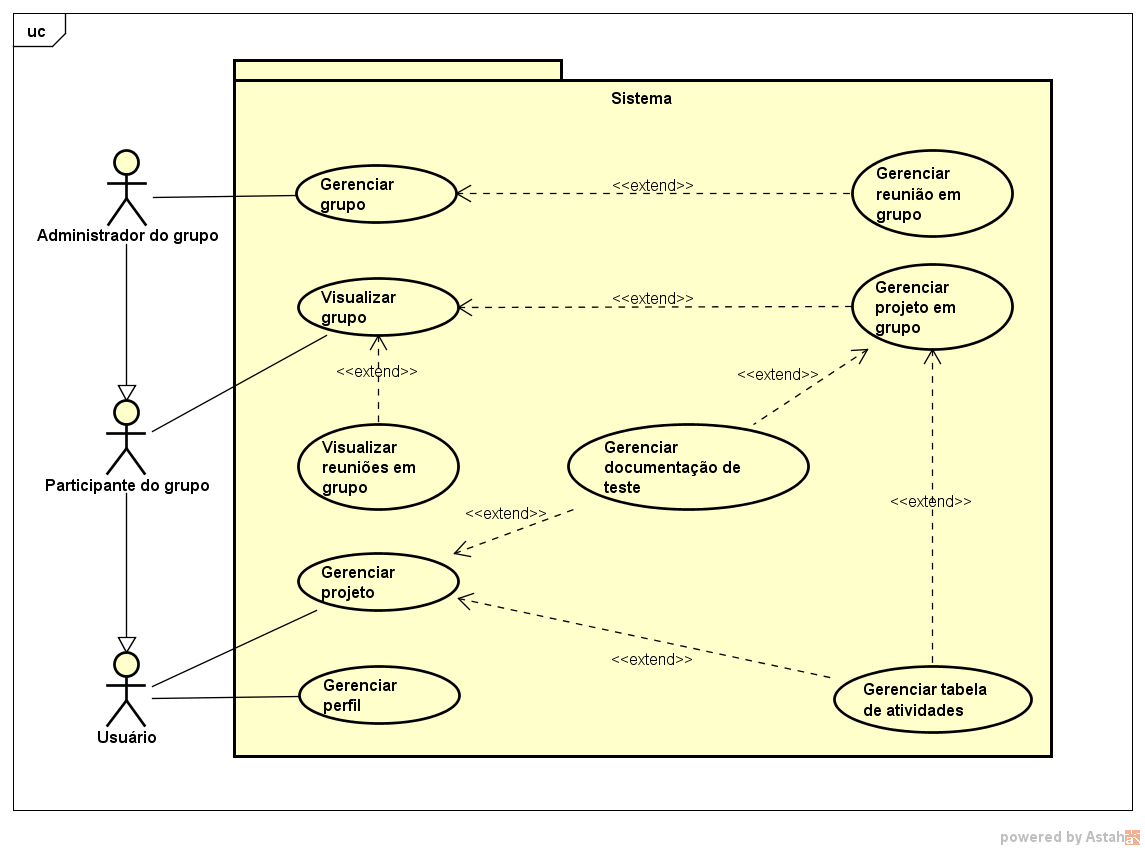 uc
Sistema
Gerenciar
grupo
<<extend>>
Gerenciar
reunião em
grupo
Administrador do grupo
Visualizar
grupo
<<extend>>
Gerenciar
projeto em
grupo
<<extend>>
<<extend>>
Visualizar
reuniões em
grupo
Gerenciar
documentação de
teste
Participante do grupo
<<extend>>
<<extend>>
Gerenciar
projeto
<<extend>>
Gerenciar
perfil
Gerenciar tabela
de atividades
Usuário
powered by Astah